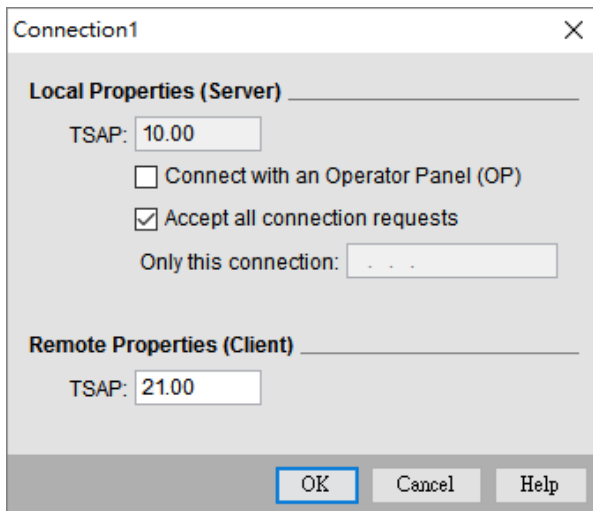 Connection1
Local Properties (Server)
TSAP: 10.00
Connect with an Operator Panel (OP)
Accept all connection requests
Only this connection: . . .
Remote Properties (Client)
TSAP: 21.00
OK Cancel Help